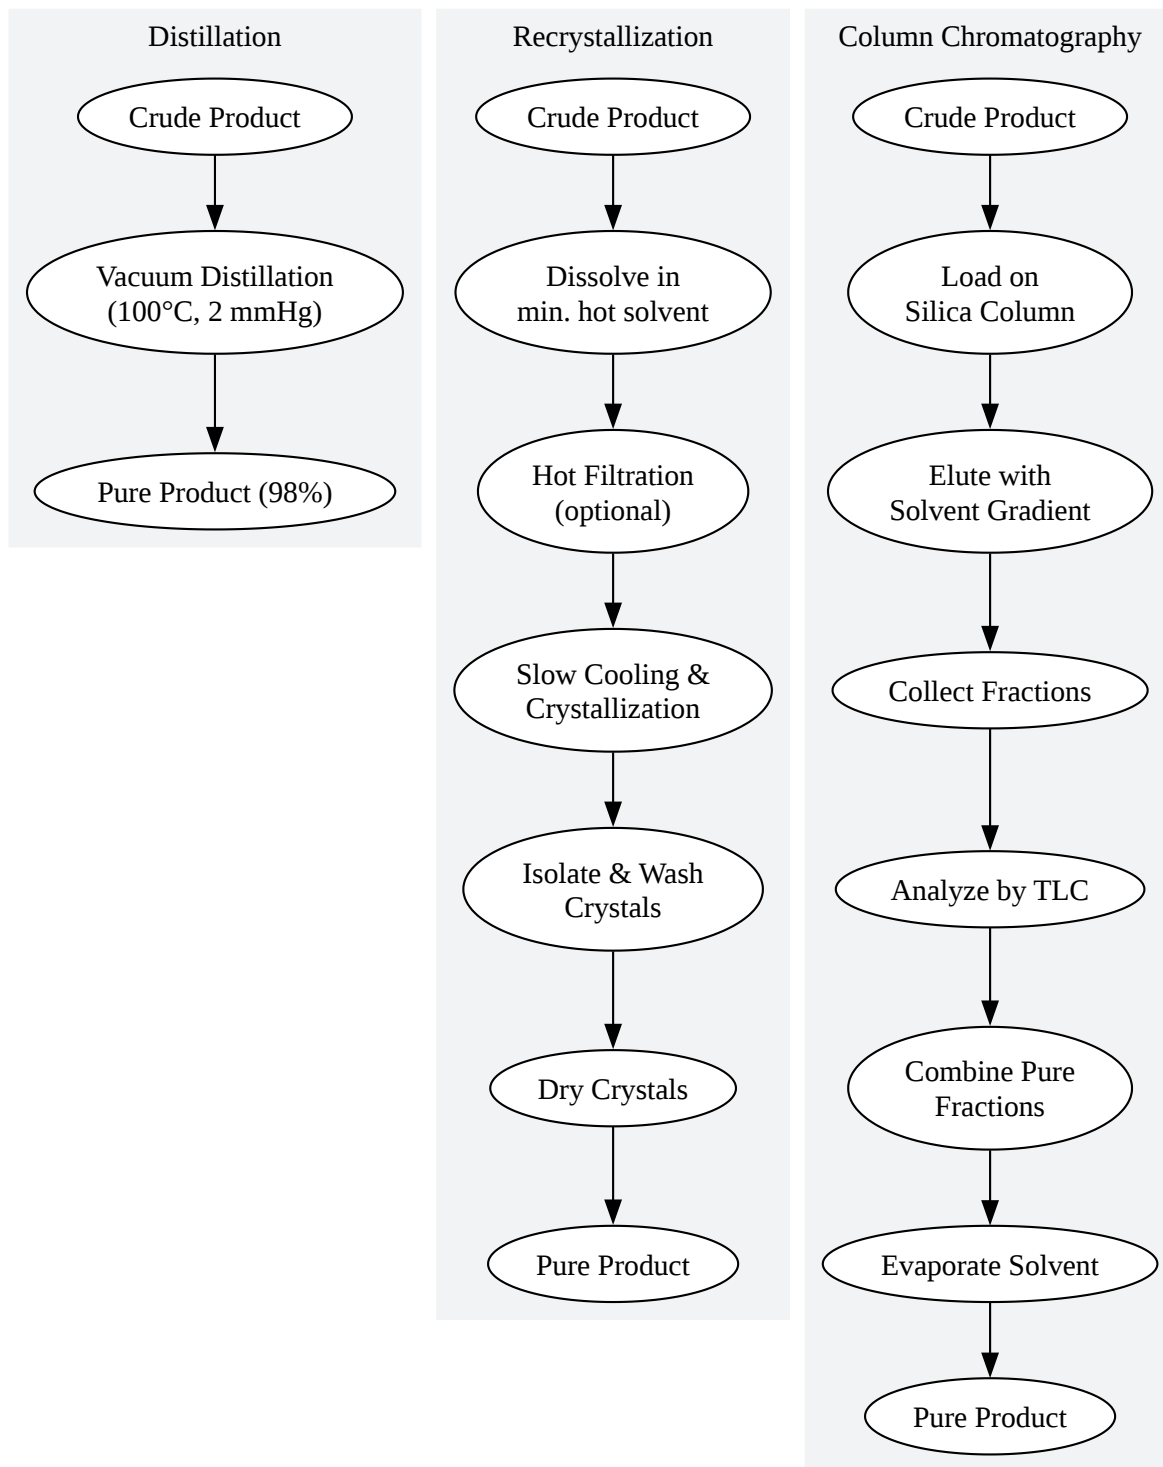 Distillation
Crude Product
Vacuum Distillation
(100°C, 2 mmHg)
Pure Product (98%)
Recrystallization
Crude Product
Dissolve in
min. hot solvent
Hot Filtration
(optional)
Slow Cooling &
Crystallization
Isolate & Wash
Crystals
Dry Crystals
Pure Product
Column Chromatography
Crude Product
Load on
Silica Column
Elute with
Solvent Gradient
Collect Fractions
Analyze by TLC
Combine Pure
Fractions
Evaporate Solvent
Pure Product